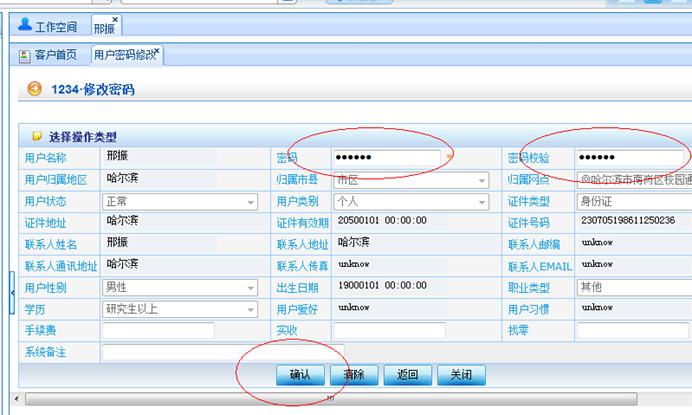 工作空间 邢振
客户首页 用户密码修改
1234·修改密码
选择操作类型
用户名称 邢振 密码 ●●●●●● 密码校验 ●●●●●●
用户归属地区 哈尔滨 归属市县 市区 归属网点 @哈尔滨市南岗区校园通
用户状态 正常 用户类别 个人 证件类型 身份证
证件地址 哈尔滨 证件有效期 20500101 00:00:00 证件号码 230705198611250236
联系人姓名 邢振 联系人地址 哈尔滨 联系人邮编 unknow
联系人通讯地址 哈尔滨 联系人传真 unknow 联系人EMAIL unknow
用户性别 男性 出生日期 19000101 00:00:00 职业类型 其他
学历 研究生以上 用户爱好 unknow 用户习惯 unknow
手续费 实收 找零
系统备注
确认 清除 返回 关闭